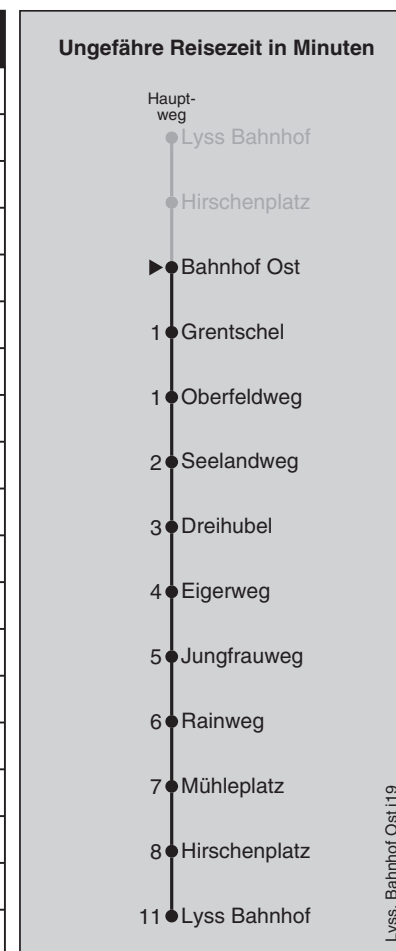 Ungefähre Reisezeit in Minuten
Haupt-
weg
Lyss Bahnhof
Hirschenplatz
Bahnhof Ost
1 Grentschel
1 Oberfeldweg
2 Seelandweg
3 Dreihubel
4 Eigerweg
5 Jungfrauweg
6 Rainweg
7 Mühleplatz
8 Hirschenplatz
11 Lyss Bahnhof
Lyss, Bahnhof Ost j19